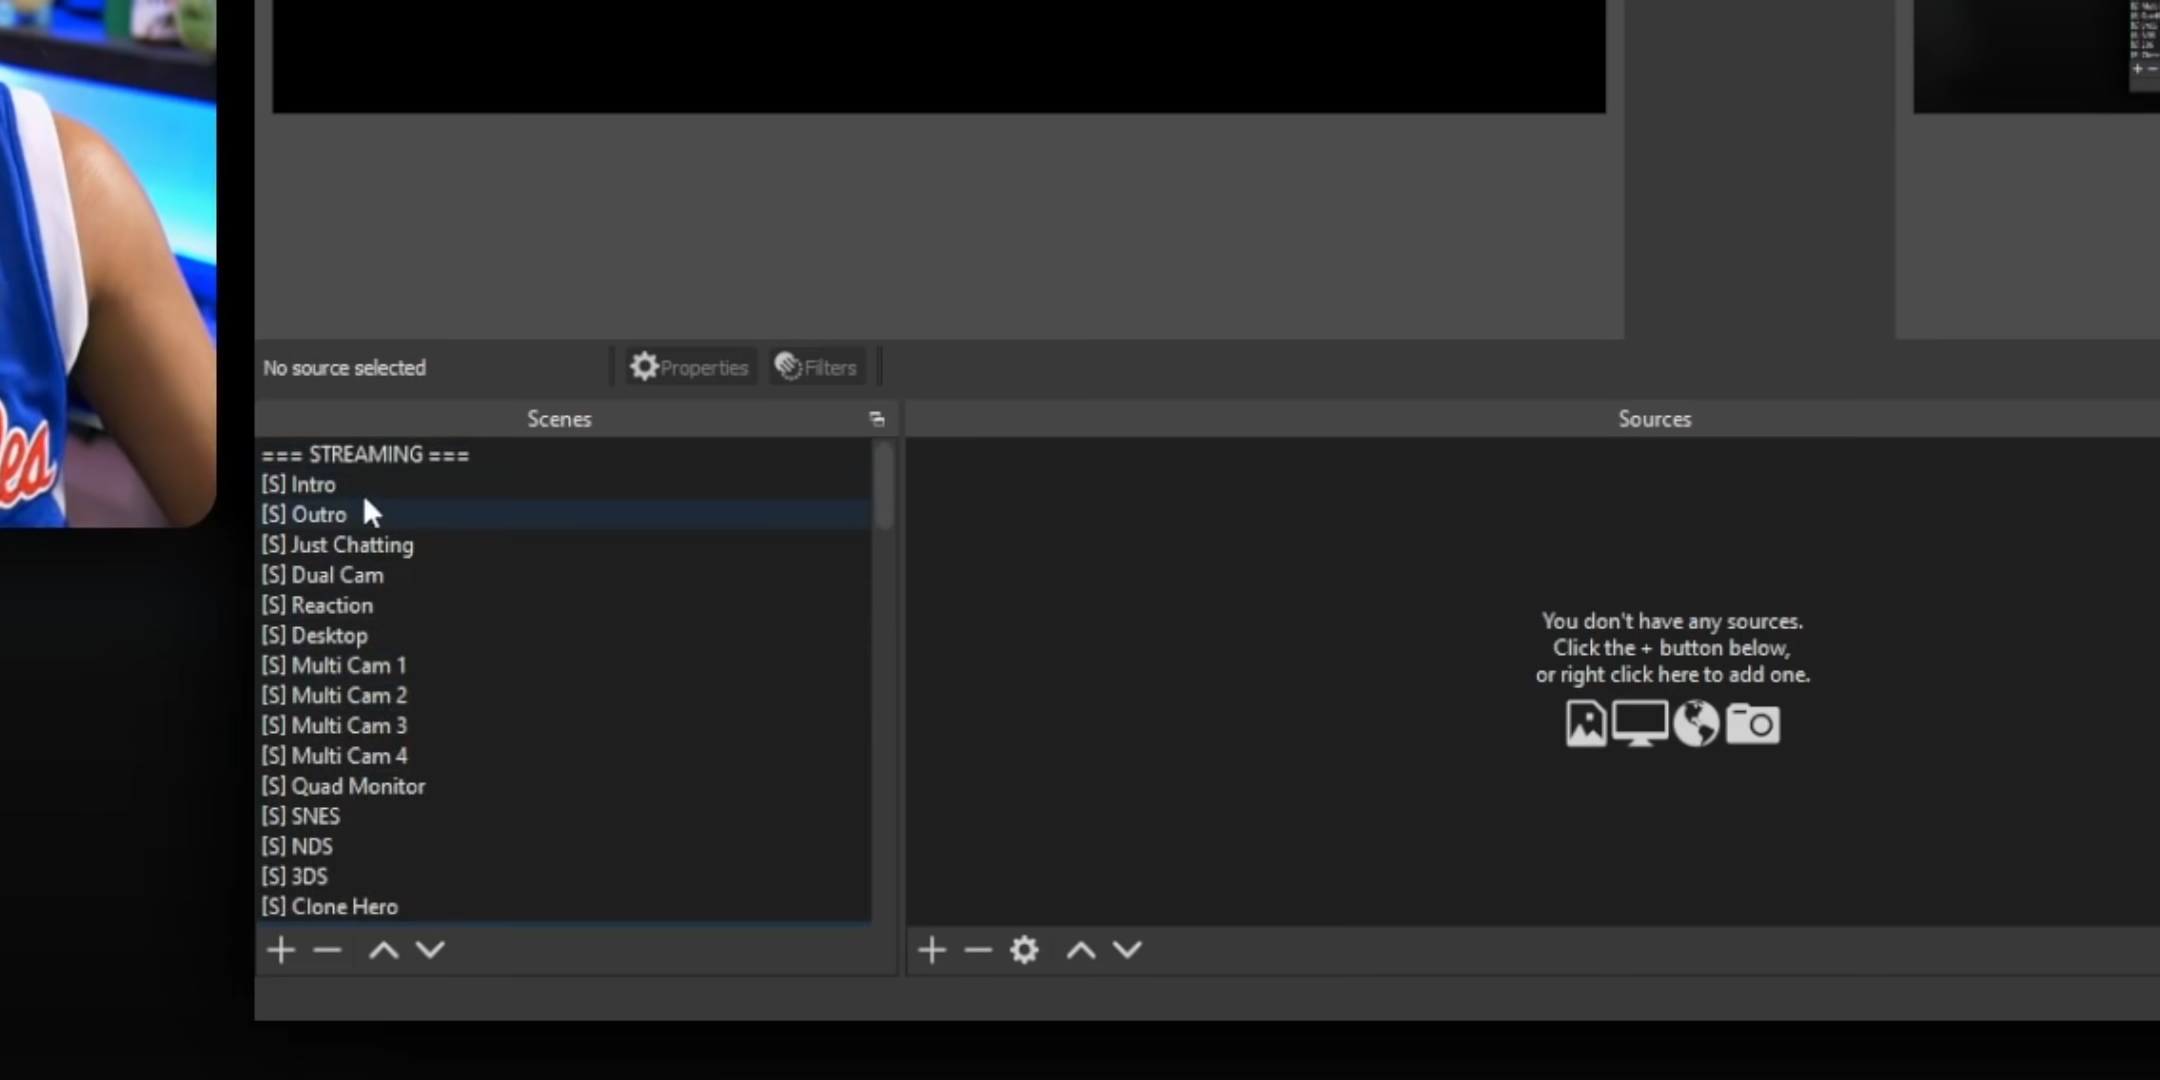 No source selected
Properties
Filters
Scenes
Sources
=== STREAMING ===
[S] Intro
[S] Outro
[S] Just Chatting
[S] Dual Cam
[S] Reaction
[S] Desktop
[S] Multi Cam 1
[S] Multi Cam 2
[S] Multi Cam 3
[S] Multi Cam 4
[S] Quad Monitor
[S] SNES
[S] NDS
[S] 3DS
[S] Clone Hero
You don't have any sources.
Click the + button below,
or right click here to add one.